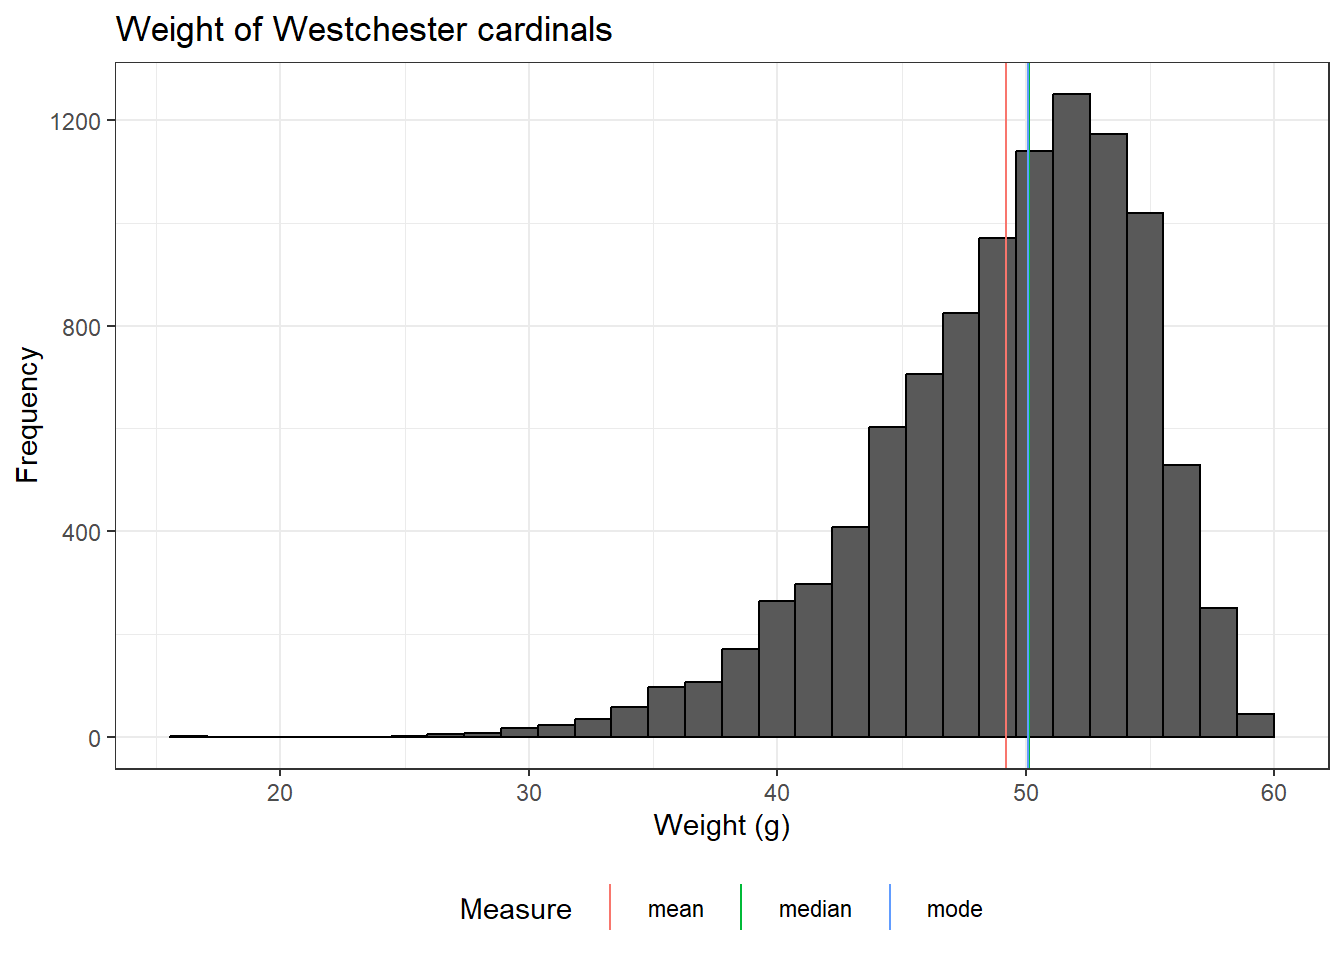 Weight of Westchester cardinals
1200
800
400
0
Frequency
20 30 40 50 60
Weight (g)
Measure mean median mode